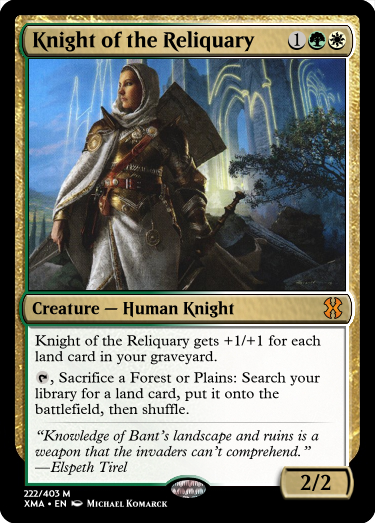 Knight of the Reliquary 1
Creature — Human Knight
Knight of the Reliquary gets +1/+1 for each
land card in your graveyard.
, Sacrifice a Forest or Plains: Search your
library for a land card, put it onto the
battlefield, then shuffle.
“Knowledge of Bant’s landscape and ruins is a
weapon that the invaders can’t comprehend.”
—Elspeth Tirel
2/2
222/403 M
XMA • EN Michael Komarck